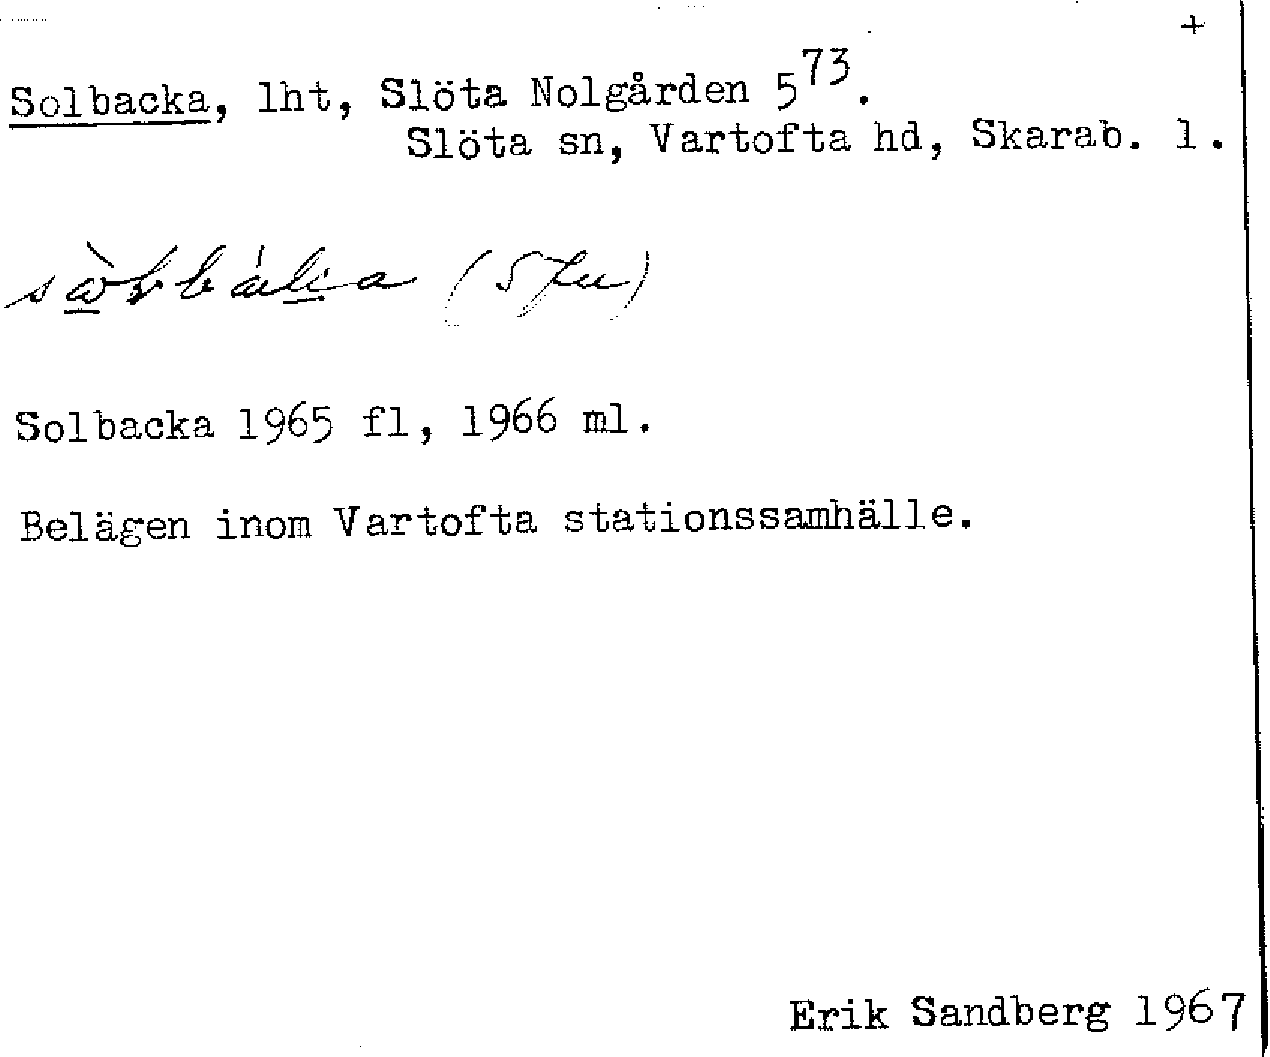 +
Solbacka, lht, Slöta Nolgården 5⁷³.
Slöta sn, Vartofta hd, Skarab. l.
Solbacka 1965 fl, 1966 ml.
Belägen inom Vartofta stationssamhälle.
Erik Sandberg 1967